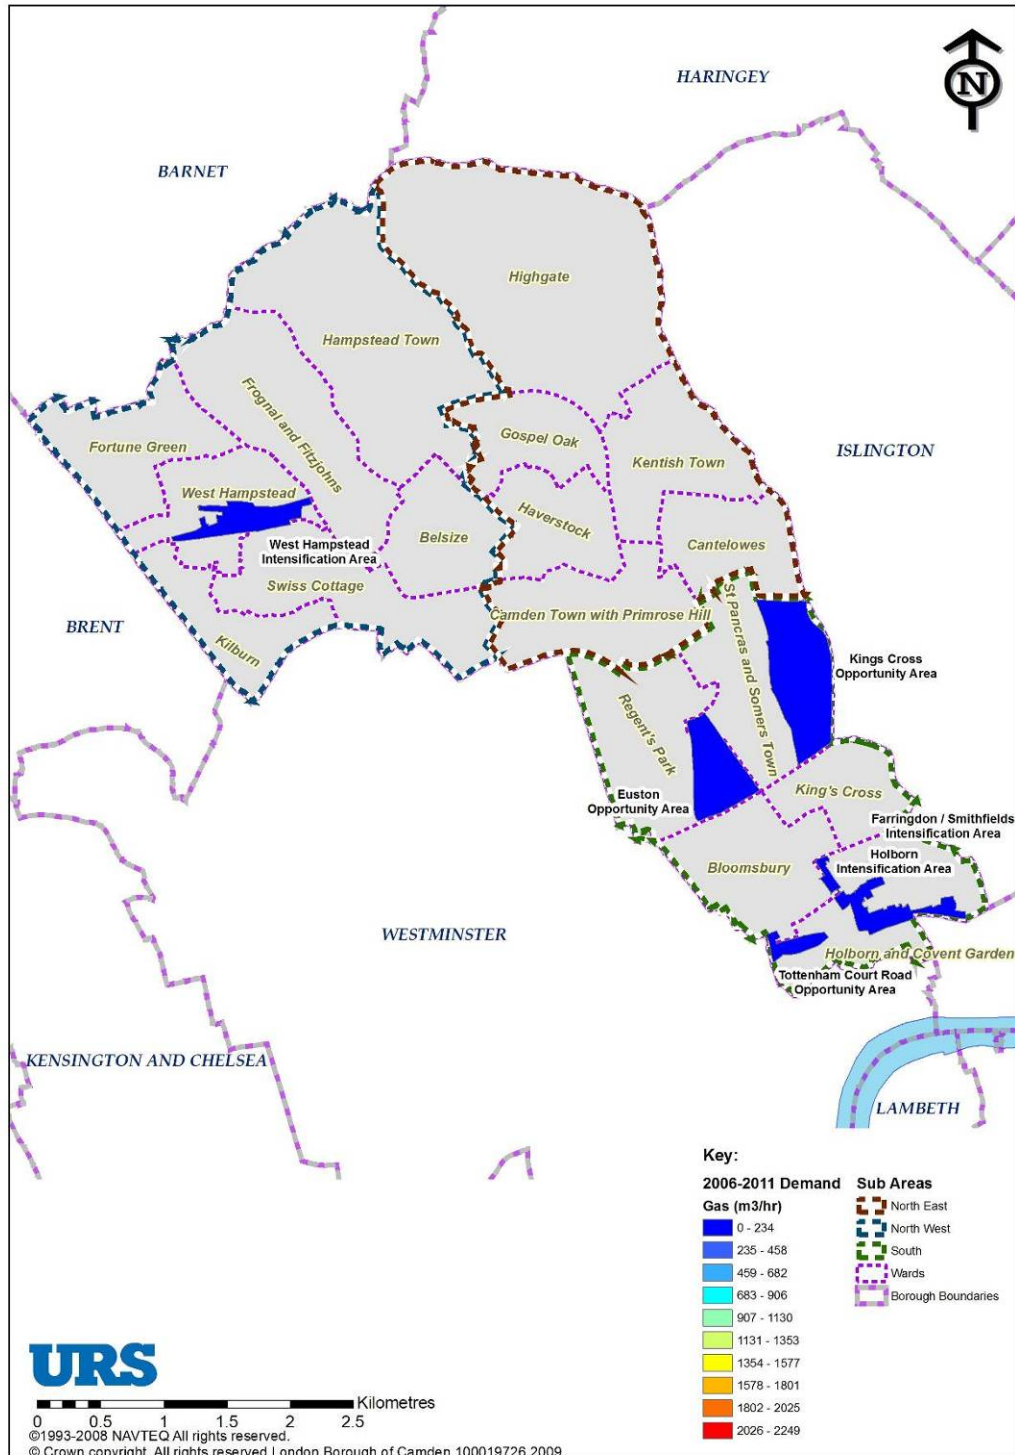 HARINGEY
N
BARNET
Highgate
Hampstead Town
Frognal and Fitzjohns
Fortune Green
Gospel Oak
ISLINGTON
Kentish Town
West Hampstead
Haverstock
Belsize
Cantelowes
West Hampstead
Intensification Area
Swiss Cottage
St Pancras and Somers Town
Camden Town with Primrose Hill
BRENT
Kilburn
Kings Cross
Opportunity Area
Regent's Park
Euston
Opportunity Area
King's Cross
Farringdon / Smithfields
Intensification Area
Holborn
Intensification Area
Bloomsbury
WESTMINSTER
Holborn and Covent Garden
Tottenham Court Road
Opportunity Area
KENSINGTON AND CHELSEA
LAMBETH
Key:
2006-2011 Demand
Gas (m3/hr)
0 - 234
235 - 458
459 - 682
683 - 906
907 - 1130
1131 - 1353
1354 - 1577
1578 - 1801
1802 - 2025
2026 - 2249
Sub Areas
North East
North West
South
Wards
Borough Boundaries
URS
Kilometres
0 0.5 1 1.5 2 2.5
©1993-2008 NAVTEQ All rights reserved.
© Crown copyright. All rights reserved London Borough of Camden 100019726 2009